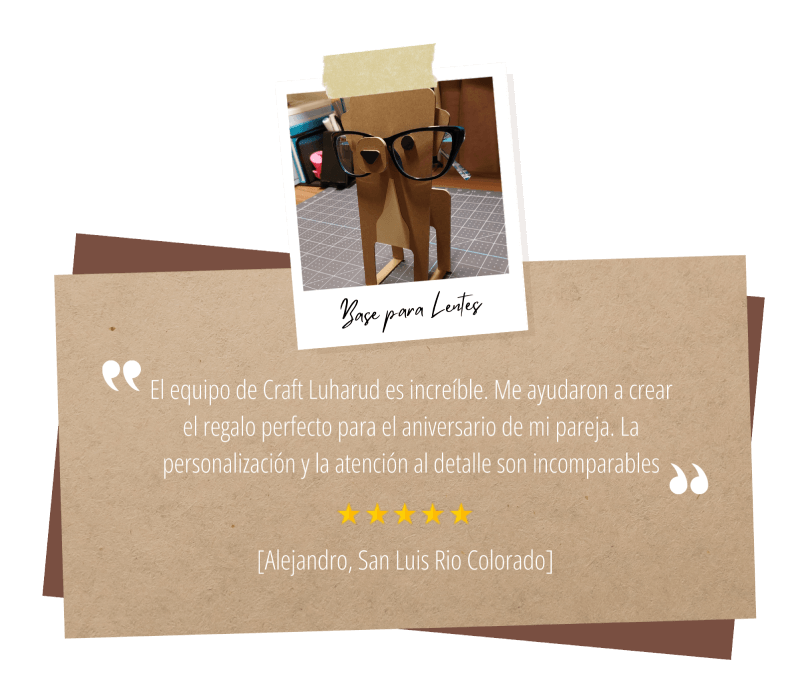 Base para Lentes
“ El equipo de Craft Luharud es increíble. Me ayudaron a crear
el regalo perfecto para el aniversario de mi pareja. La
personalización y la atención al detalle son incomparables ”
[Alejandro, San Luis Rio Colorado]